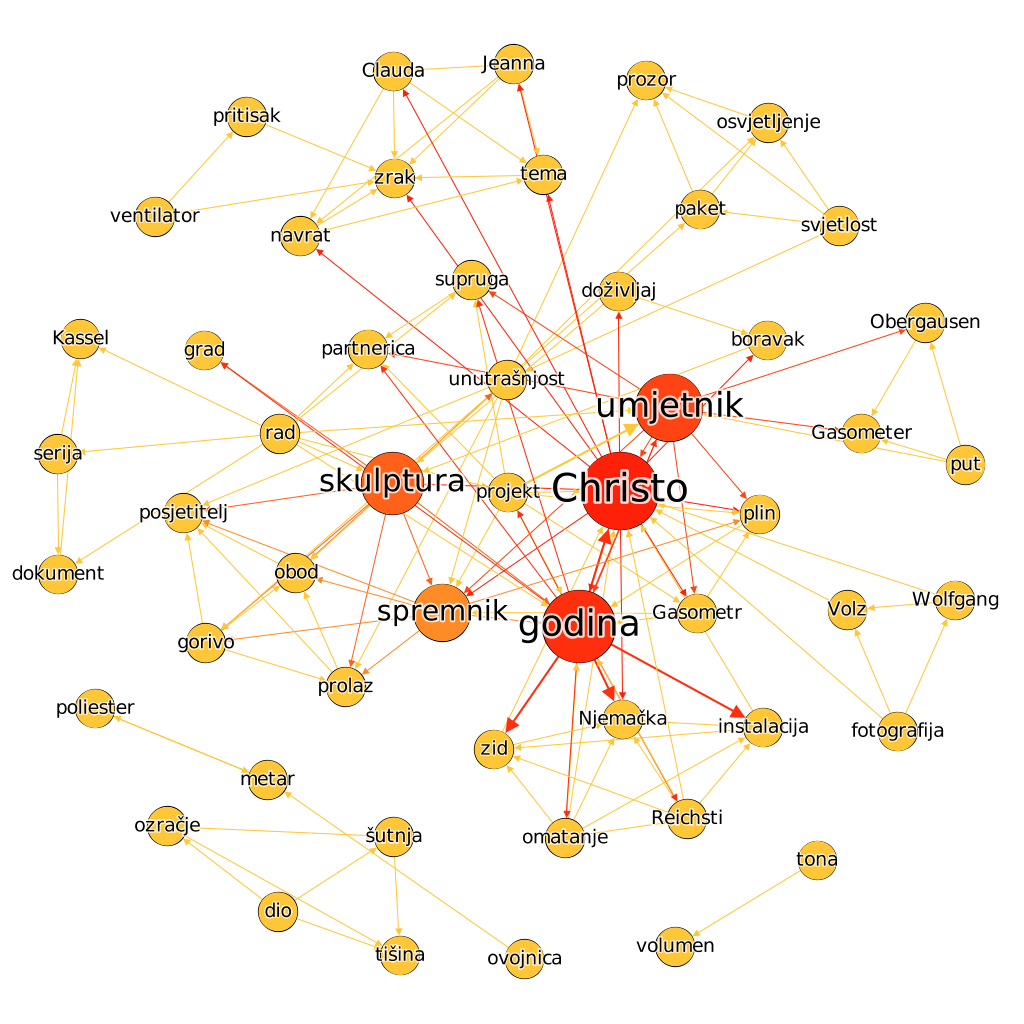 Jeanna
Clauda
prozor
pritisak
osvjetljenje
zrak
tema
ventilator
paket
navrat
svjetlost
supruga
doživljaj
Obergausen
Kassel
grad
partnerica
boravak
unutrašnjost
umjetnik
rad
Gasometer
serija
put
skulptura
projekt
Christo
posjetitelj
plin
dokument
obod
Wolfgang
spremnik
Gasometr
Volz
godina
gorivo
prolaz
poliester
Njemačka
instalacija
fotografija
zid
metar
Reichsti
ozračje
šutnja
omatanje
tona
dio
volumen
tišina
ovojnica